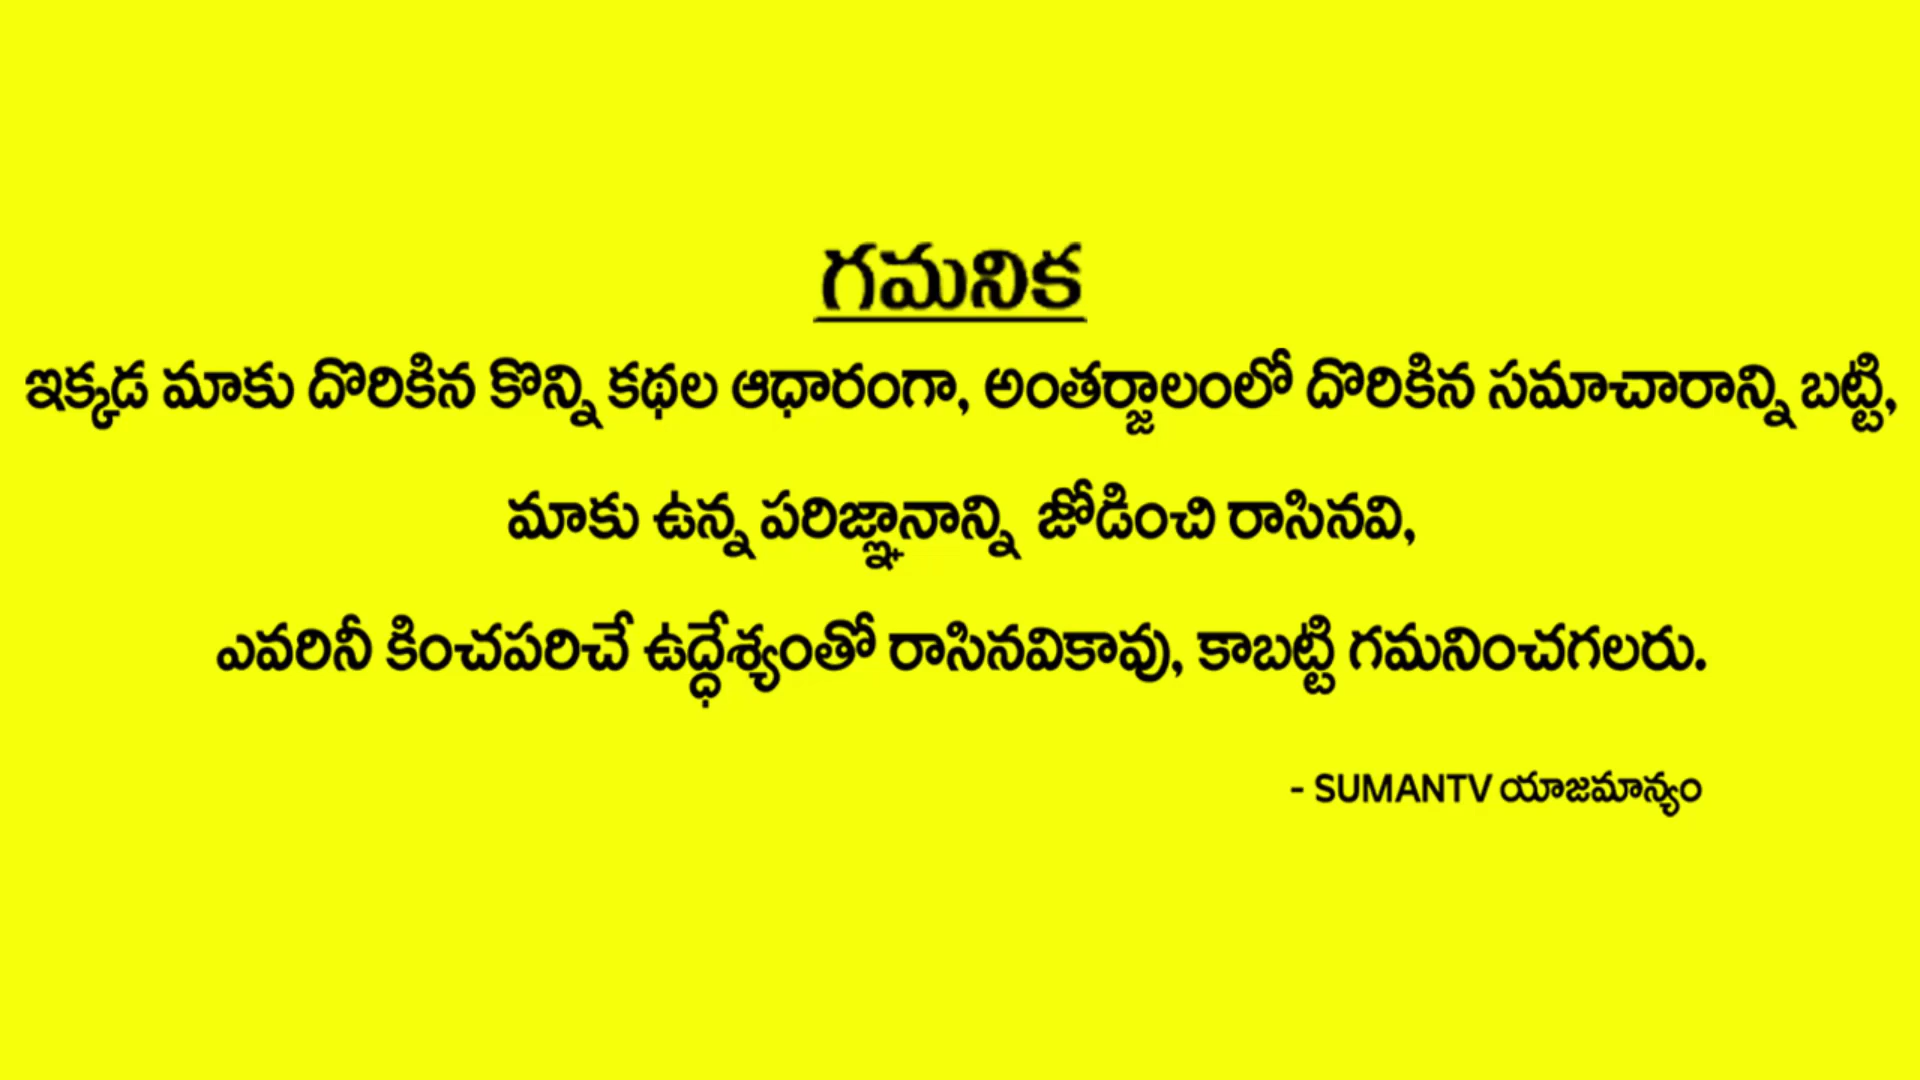 గమనిక
ఇక్కడ మాకు దొరికిన కొన్ని కథల ఆధారంగా, అంతర్జాలంలో దొరికిన సమాచారాన్ని బట్టి,
మాకు ఉన్న పరిజ్ఞానాన్ని జోడించి రాసినవి,
ఎవరినీ కించపరిచే ఉద్ధేశ్యంతో రాసినవికావు, కాబట్టి గమనించగలరు.
- SUMANTV యాజమాన్యం